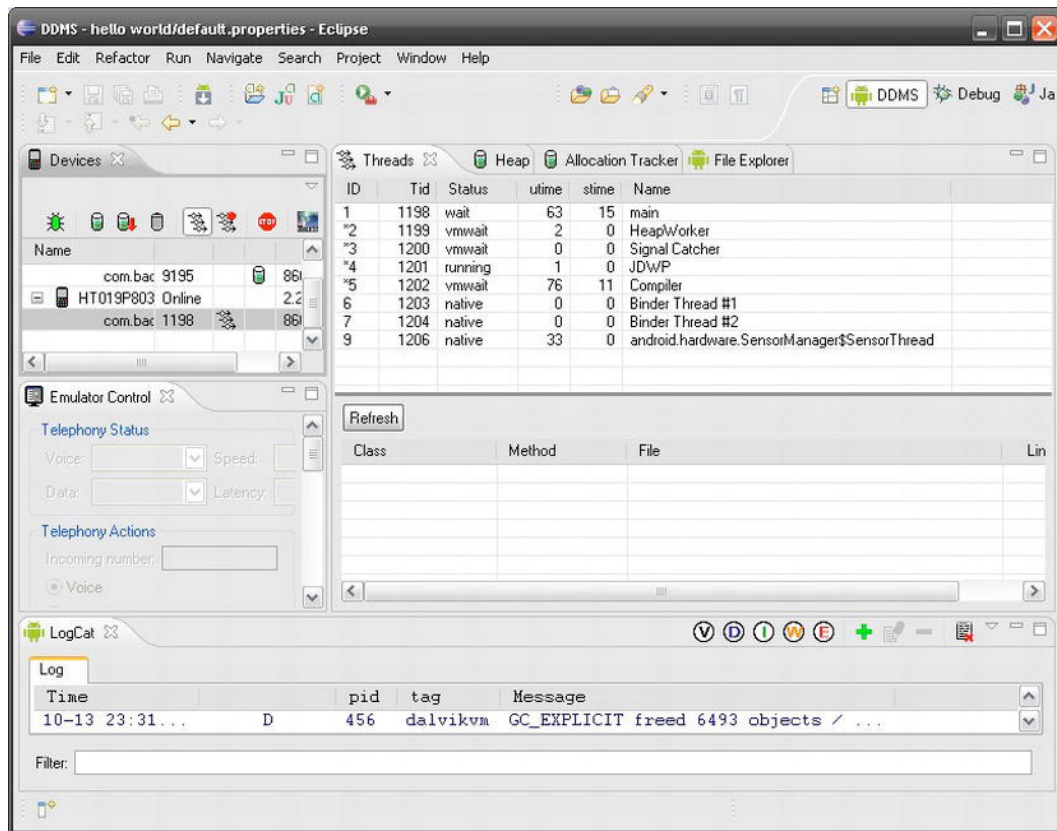 DDMS - hello world/default.properties - Eclipse
File Edit Refactor Run Navigate Search Project Window Help
DDMS Debug Ja
Devices
Name
com.bac 9195 86
HT019P803 Online 2.2
com.bac 1198 86
Threads Heap Allocation Tracker File Explorer
ID Tid Status utime stime Name
1 1198 wait 63 15 main
*2 1199 vmwait 2 0 HeapWorker
*3 1200 vmwait 0 0 Signal Catcher
*4 1201 running 1 0 JDWP
*5 1202 vmwait 76 11 Compiler
6 1203 native 0 0 Binder Thread #1
7 1204 native 0 0 Binder Thread #2
9 1206 native 33 0 android.hardware.SensorManager$SensorThread
Refresh
Class Method File Lin
Emulator Control
Telephony Status
Voice: Speed:
Data: Latency:
Telephony Actions
Incoming number:
Voice
LogCat
V D I W E
Log
Time pid tag Message
10-13 23:31... D 456 dalvikvm GC_EXPLICIT freed 6493 objects / ...
Filter: